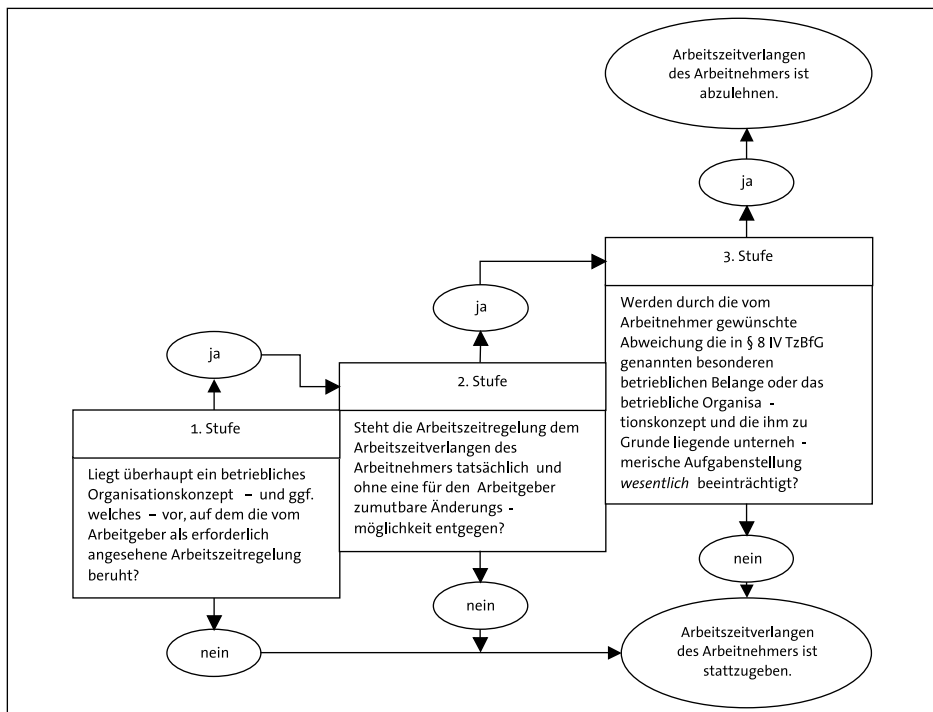 Arbeitszeitverlangen
des Arbeitnehmers ist
abzulehnen.
ja
3. Stufe
Werden durch die vom
Arbeitnehmer gewünschte
Abweichung die in § 8 IV TzBfG
genannten besonderen
betrieblichen Belange oder das
betriebliche Organisa -
tionskonzept und die ihm zu
Grunde liegende unterneh -
merische Aufgabenstellung
wesentlich beeinträchtigt?
ja
2. Stufe
Steht die Arbeitszeitregelung dem
Arbeitszeitverlangen des
Arbeitnehmers tatsächlich und
ohne eine für den Arbeitgeber
zumutbare Änderungs -
möglichkeit entgegen?
ja
1. Stufe
Liegt überhaupt ein betriebliches
Organisationskonzept – und ggf.
welches – vor, auf dem die vom
Arbeitgeber als erforderlich
angesehene Arbeitszeitregelung
beruht?
nein
nein
nein
Arbeitszeitverlangen
des Arbeitnehmers ist
stattzugeben.